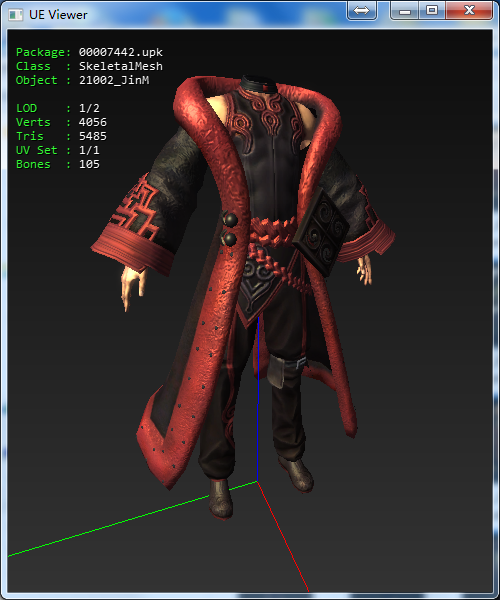 UE Viewer
Package: 00007442.upk
Class : SkeletalMesh
Object : 21002_JinM
LOD : 1/2
Verts : 4056
Tris : 5485
UV Set : 1/1
Bones : 105